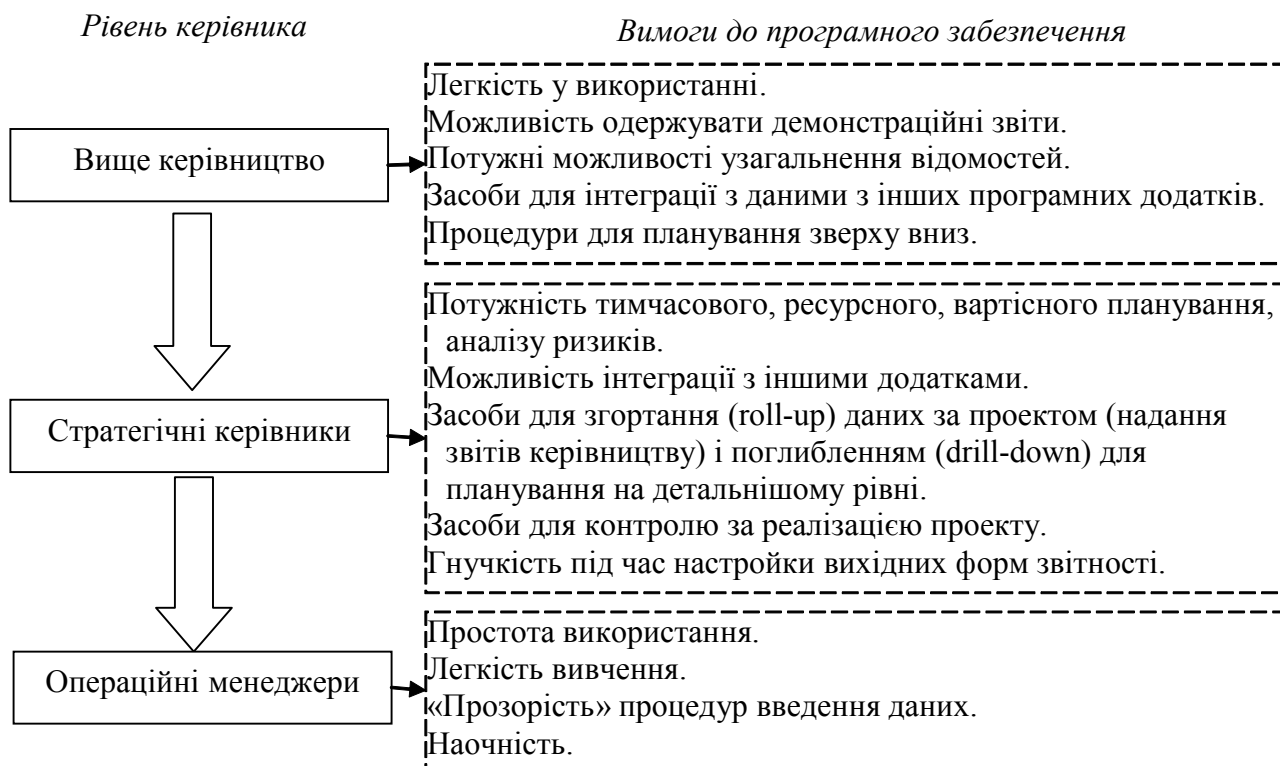 Рівень керівника
Вимоги до програмного забезпечення
Вище керівництво
Легкість у використанні.
Можливість одержувати демонстраційні звіти.
Потужні можливості узагальнення відомостей.
Засоби для інтеграції з даними з інших програмних додатків.
Процедури для планування зверху вниз.
Стратегічні керівники
Потужність тимчасового, ресурсного, вартісного планування,
аналізу ризиків.
Можливість інтеграції з іншими додатками.
Засоби для згортання (roll-up) даних за проектом (надання
звітів керівництву) і поглибленням (drill-down) для
планування на детальнішому рівні.
Засоби для контролю за реалізацією проекту.
Гнучкість під час настройки вихідних форм звітності.
Операційні менеджери
Простота використання.
Легкість вивчення.
«Прозорість» процедур введення даних.
Наочність.